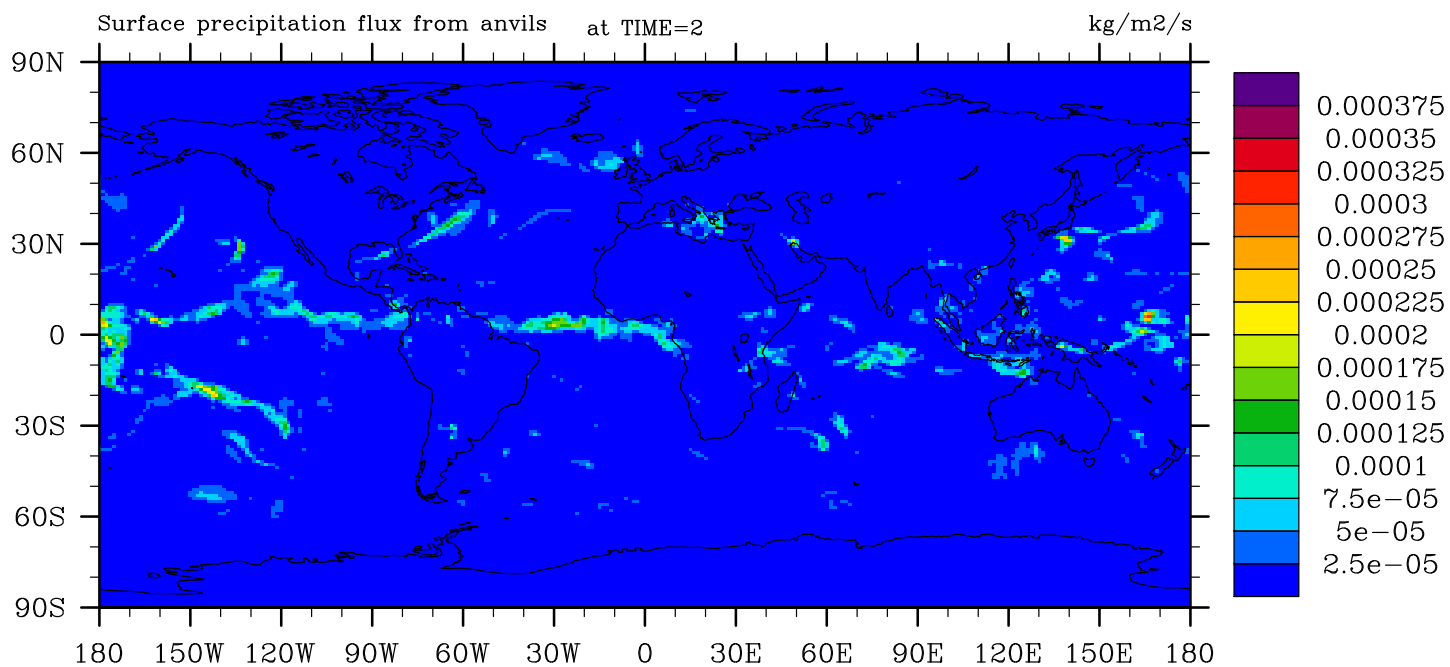 Surface precipitation flux from anvils at TIME=2 kg/m2/s
90N
60N
30N
0
30S
60S
90S
180 150W 120W 90W 60W 30W 0 30E 60E 90E 120E 150E 180
0.000375
0.00035
0.000325
0.0003
0.000275
0.00025
0.000225
0.0002
0.000175
0.00015
0.000125
0.0001
7.5e-05
5e-05
2.5e-05